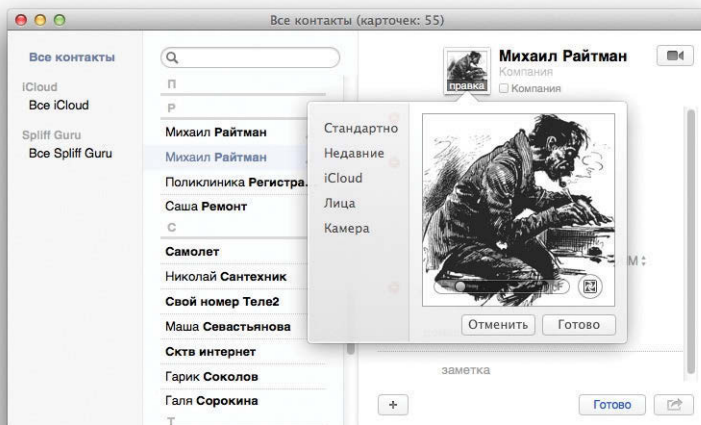 Все контакты (карточек: 55)
Все контакты
iCloud
Все iCloud
Spliff Guru
Все Spliff Guru
П
Р
Михаил Райтман
Михаил Райтман
Поликлиника Регистра...
Саша Ремонт
С
Самолет
Николай Сантехник
Свой номер Теле2
Маша Севастьянова
Сктв интернет
Гарик Соколов
Галя Сорокина
Т
правка
Михаил Райтман
Компания
Компания
Стандартно
Недавние
iCloud
Лица
Камера
М
Отменить
Готово
заметка
+
Готово